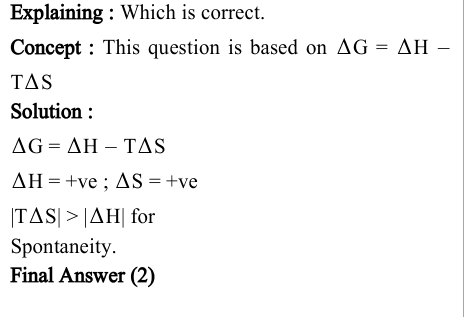 Explaining : Which is correct.
Concept : This question is based on ΔG = ΔH –
TΔS
Solution :
ΔG = ΔH – TΔS
ΔH = +ve ; ΔS = +ve
|TΔS| > |ΔH| for
Spontaneity.
Final Answer (2)